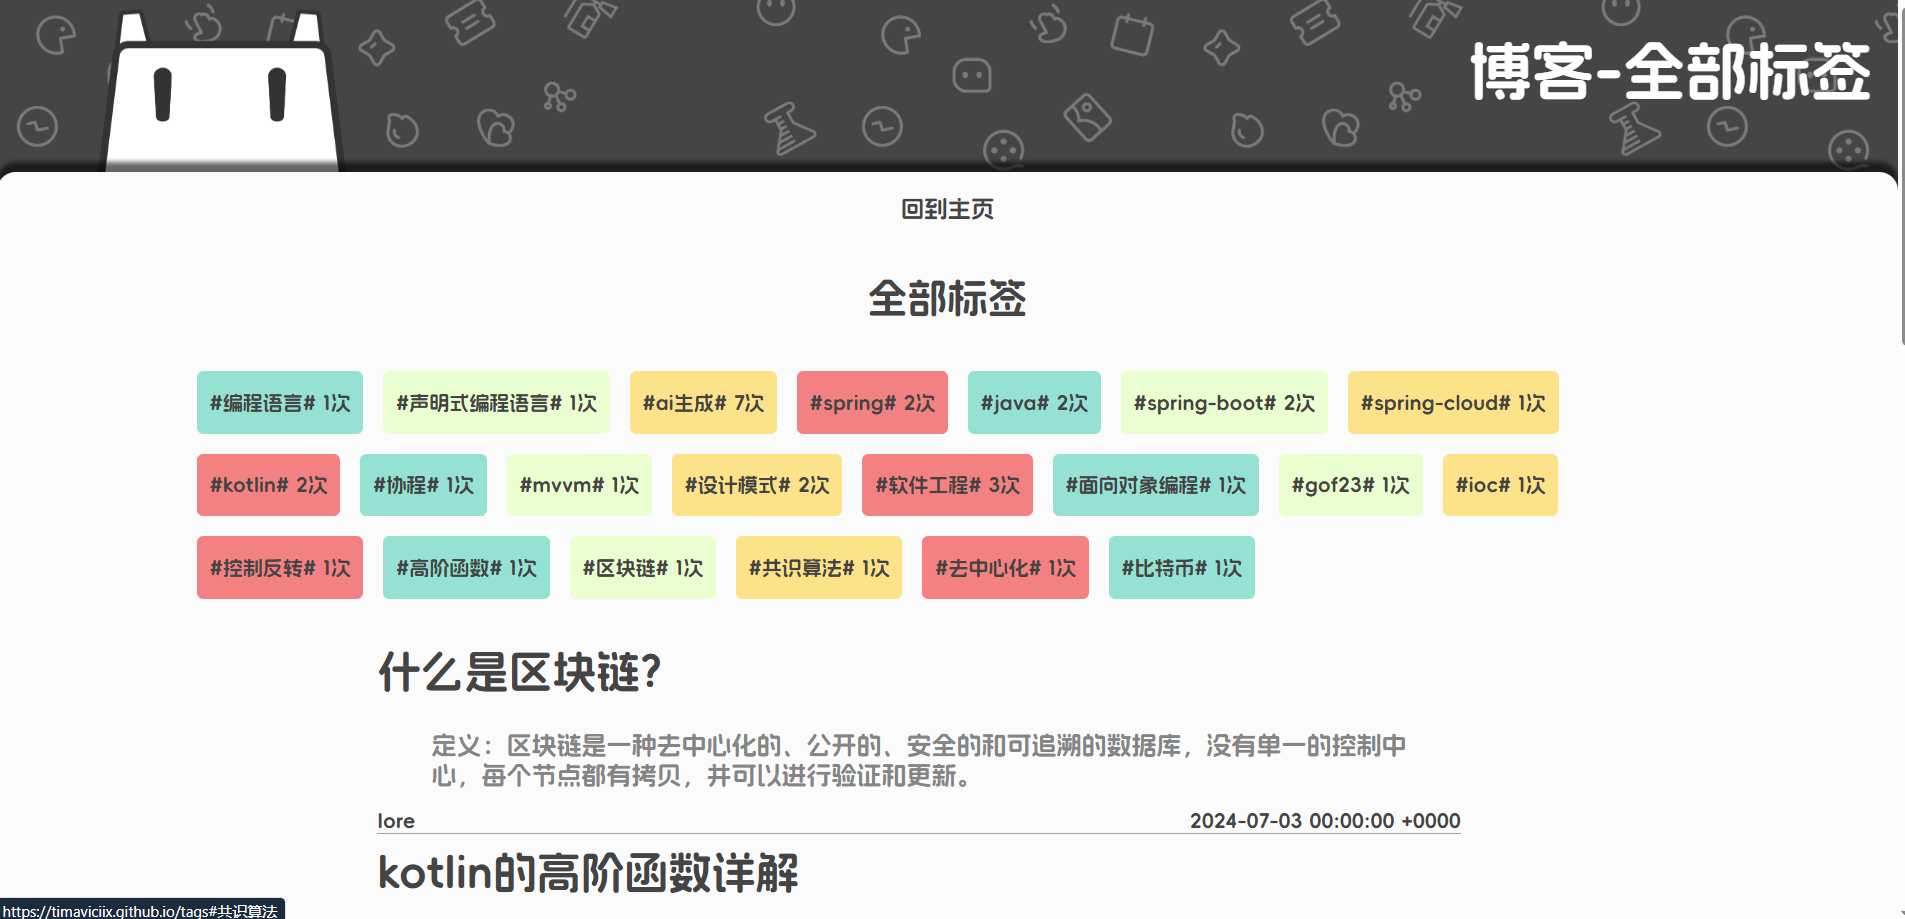 博客-全部标签
回到主页
全部标签
#编程语言# 1次 #声明式编程语言# 1次 #ai生成# 7次 #spring# 2次 #java# 2次 #spring-boot# 2次 #spring-cloud# 1次
#kotlin# 2次 #协程# 1次 #mvvm# 1次 #设计模式# 2次 #软件工程# 3次 #面向对象编程# 1次 #gof23# 1次 #ioc# 1次
#控制反转# 1次 #高阶函数# 1次 #区块链# 1次 #共识算法# 1次 #去中心化# 1次 #比特币# 1次
什么是区块链?
定义：区块链是一种去中心化的、公开的、安全的和可追溯的数据库，没有单一的控制中
心，每个节点都有拷贝，并可以进行验证和更新。
lore 2024-07-03 00:00:00 +0000
kotlin的高阶函数详解
https://timaviciix.github.io/tags#共识算法